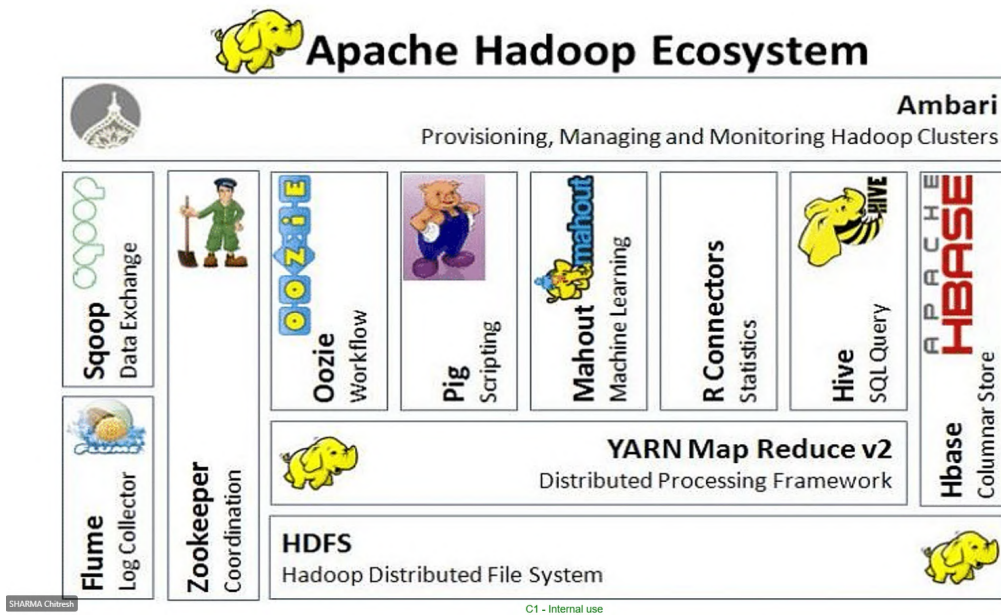 Apache Hadoop Ecosystem
Ambari
Provisioning, Managing and Monitoring Hadoop Clusters
sqoop
Sqoop
Data Exchange
FLUME
Flume
Log Collector
Zookeeper
Coordination
OOZIE
Oozie
Workflow
Pig
Scripting
mahout
Mahout
Machine Learning
R Connectors
Statistics
HIVE
Hive
SQL Query
APACHE
HBASE
Hbase
Columnar Store
YARN Map Reduce v2
Distributed Processing Framework
HDFS
Hadoop Distributed File System
SHARMA Chitresh
C1 - Internal use